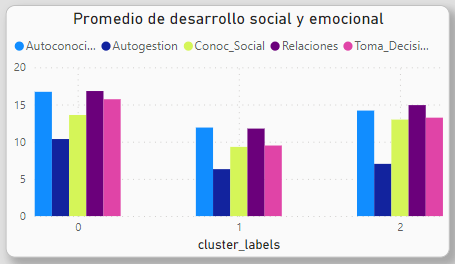 Promedio de desarrollo social y emocional
Autoconoci... Autogestion Conoc_Social Relaciones Toma_Decisi...
20
15
10
5
0
0 1 2
cluster_labels